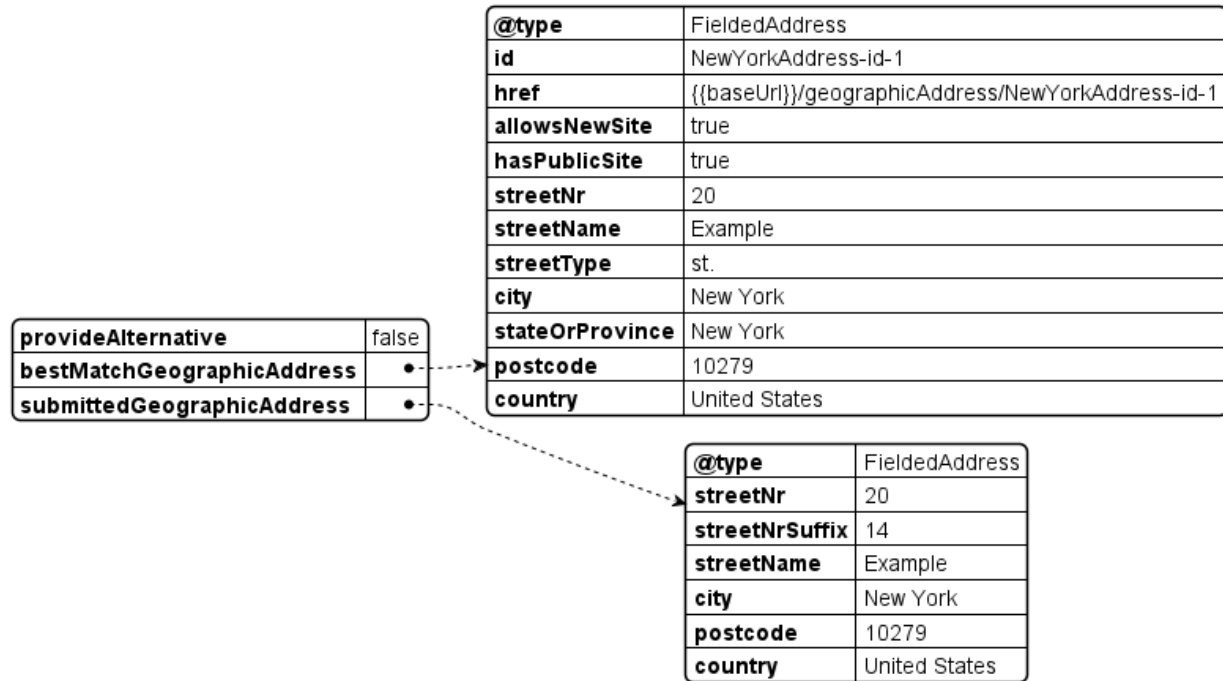 @type FieldedAddress
id NewYorkAddress-id-1
href {{baseUrl}}/geographicAddress/NewYorkAddress-id-1
allowsNewSite true
hasPublicSite true
streetNr 20
streetName Example
streetType st.
city New York
stateOrProvince New York
postcode 10279
country United States
provideAlternative false
bestMatchGeographicAddress
submittedGeographicAddress
@type FieldedAddress
streetNr 20
streetNrSuffix 14
streetName Example
city New York
postcode 10279
country United States